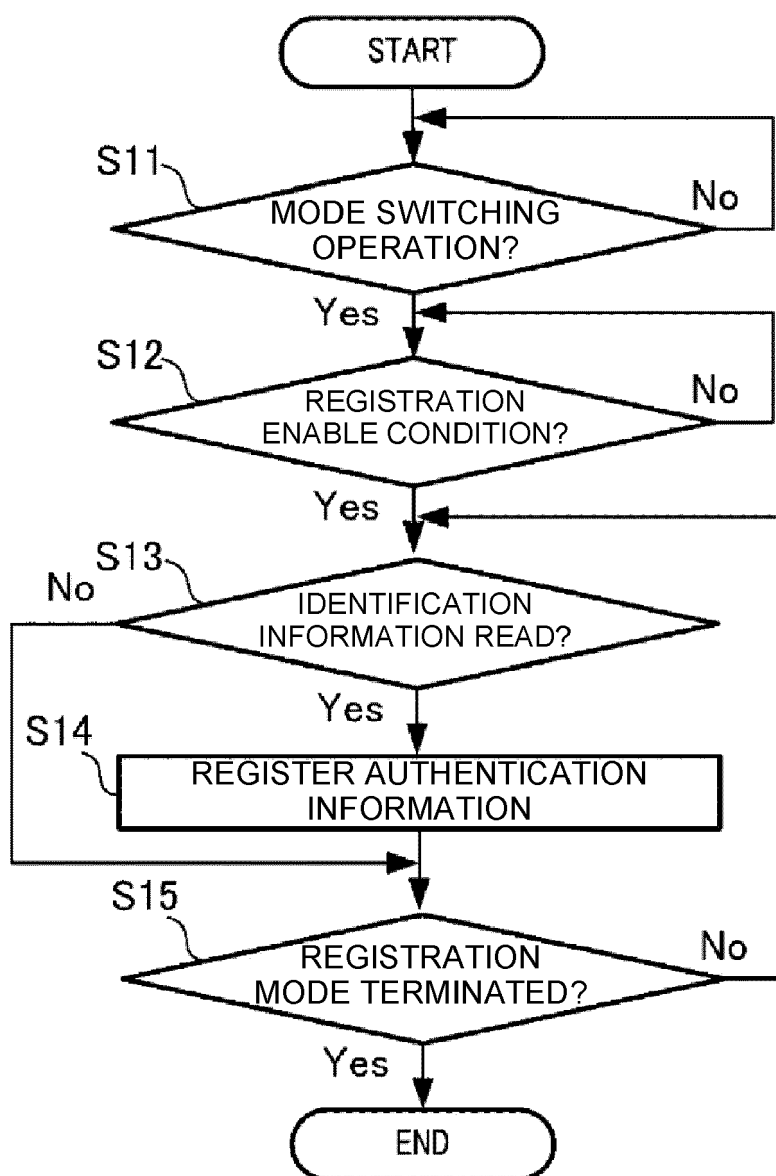 START
S11
MODE SWITCHING
OPERATION?
No
Yes
S12
REGISTRATION
ENABLE CONDITION?
No
Yes
S13
No
IDENTIFICATION
INFORMATION READ?
Yes
S14
REGISTER AUTHENTICATION
INFORMATION
S15
REGISTRATION
MODE TERMINATED?
No
Yes
END